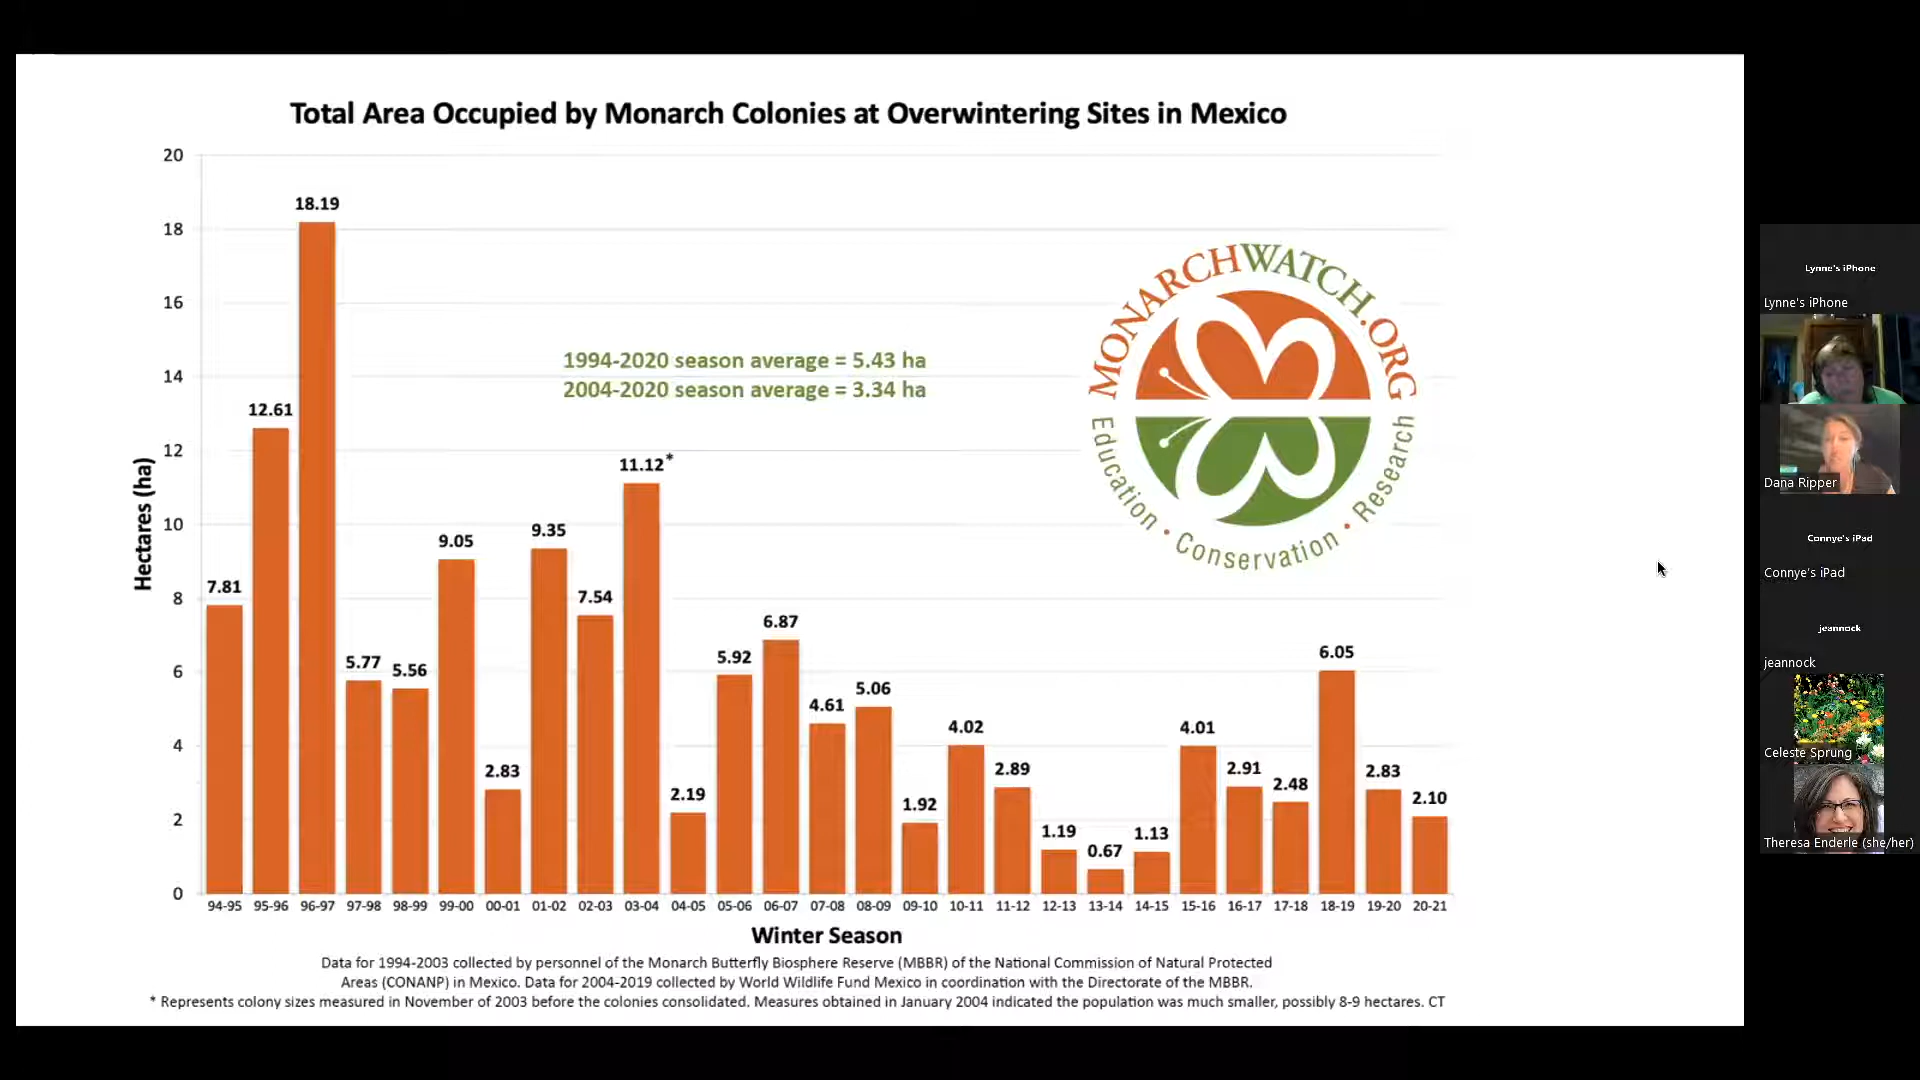 Total Area Occupied by Monarch Colonies at Overwintering Sites in Mexico
Hectares (ha)
20
18
16
14
12
10
8
6
4
2
0
7.81
12.61
18.19
5.77
5.56
9.05
2.83
9.35
7.54
11.12*
2.19
5.92
6.87
4.61
5.06
1.92
4.02
2.89
1.19
0.67
1.13
4.01
2.91
2.48
6.05
2.83
2.10
1994-2020 season average = 5.43 ha
2004-2020 season average = 3.34 ha
MONARCHWATCH.ORG
Education • Conservation • Research
94-95 95-96 96-97 97-98 98-99 99-00 00-01 01-02 02-03 03-04 04-05 05-06 06-07 07-08 08-09 09-10 10-11 11-12 12-13 13-14 14-15 15-16 16-17 17-18 18-19 19-20 20-21
Winter Season
Data for 1994-2003 collected by personnel of the Monarch Butterfly Biosphere Reserve (MBBR) of the National Commission of Natural Protected
Areas (CONANP) in Mexico. Data for 2004-2019 collected by World Wildlife Fund Mexico in coordination with the Directorate of the MBBR.
* Represents colony sizes measured in November of 2003 before the colonies consolidated. Measures obtained in January 2004 indicated the population was much smaller, possibly 8-9 hectares. CT
Lynne's iPhone
Lynne's iPhone
Dana Ripper
Connye's iPad
Connye's iPad
jeannock
jeannock
Celeste Sprung
Theresa Enderle (she/her)